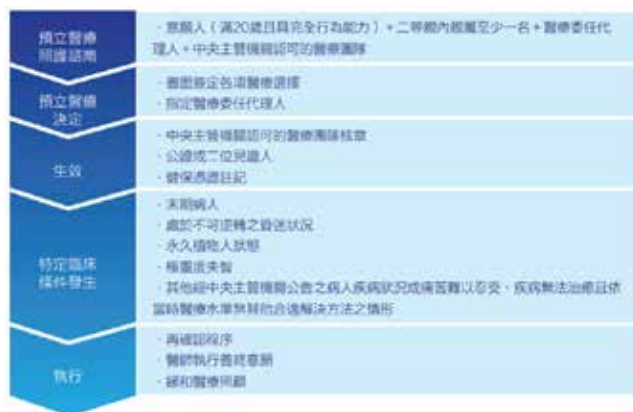 預立醫療
照護諮商
・意願人（滿20歲且具完全行為能力）＋二等親內親屬至少一名＋醫療委任代
理人＋中央主管機關認可的醫療團隊
預立醫療
決定
・書面簽定各項醫療選擇
・指定醫療委任代理人
生效
・中央主管機關認可的醫療團隊核章
・公證或二位見證人
・健保憑證註記
特定臨床
條件發生
・末期病人
・處於不可逆轉之昏迷狀況
・永久植物人狀態
・極重度失智
・其他經中央主管機關公告之病人疾病狀況或痛苦難以忍受、疾病無法治癒且依
當時醫療水準無其他合適解決方法之情形
執行
・再確認程序
・醫師執行善終意願
・緩和醫療照顧